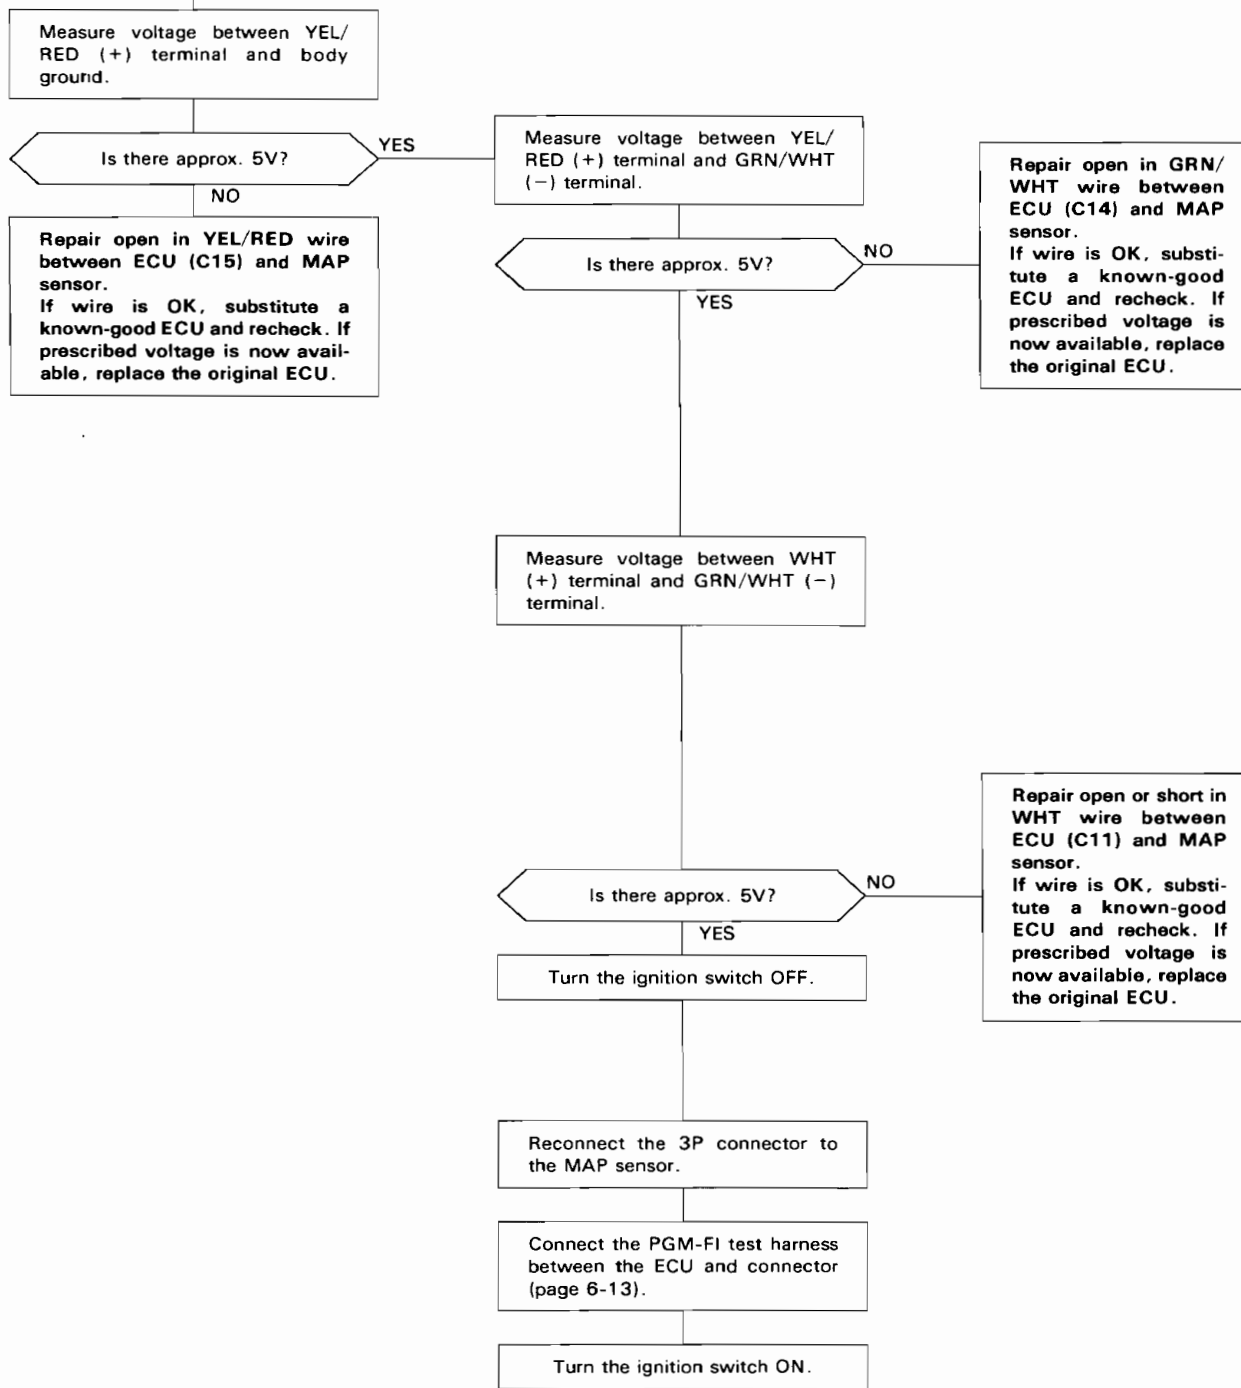 Measure voltage between YEL/
RED (+) terminal and body
ground.
Is there approx. 5V?
YES
NO
Repair open in YEL/RED wire
between ECU (C15) and MAP
sensor.
If wire is OK, substitute a
known-good ECU and recheck. If
prescribed voltage is now avail-
able, replace the original ECU.
Measure voltage between YEL/
RED (+) terminal and GRN/WHT
(−) terminal.
Is there approx. 5V?
NO
YES
Repair open in GRN/
WHT wire between
ECU (C14) and MAP
sensor.
If wire is OK, substi-
tute a known-good
ECU and recheck. If
prescribed voltage is
now available, replace
the original ECU.
Measure voltage between WHT
(+) terminal and GRN/WHT (−)
terminal.
Is there approx. 5V?
NO
YES
Repair open or short in
WHT wire between
ECU (C11) and MAP
sensor.
If wire is OK, substi-
tute a known-good
ECU and recheck. If
prescribed voltage is
now available, replace
the original ECU.
Turn the ignition switch OFF.
Reconnect the 3P connector to
the MAP sensor.
Connect the PGM-FI test harness
between the ECU and connector
(page 6-13).
Turn the ignition switch ON.